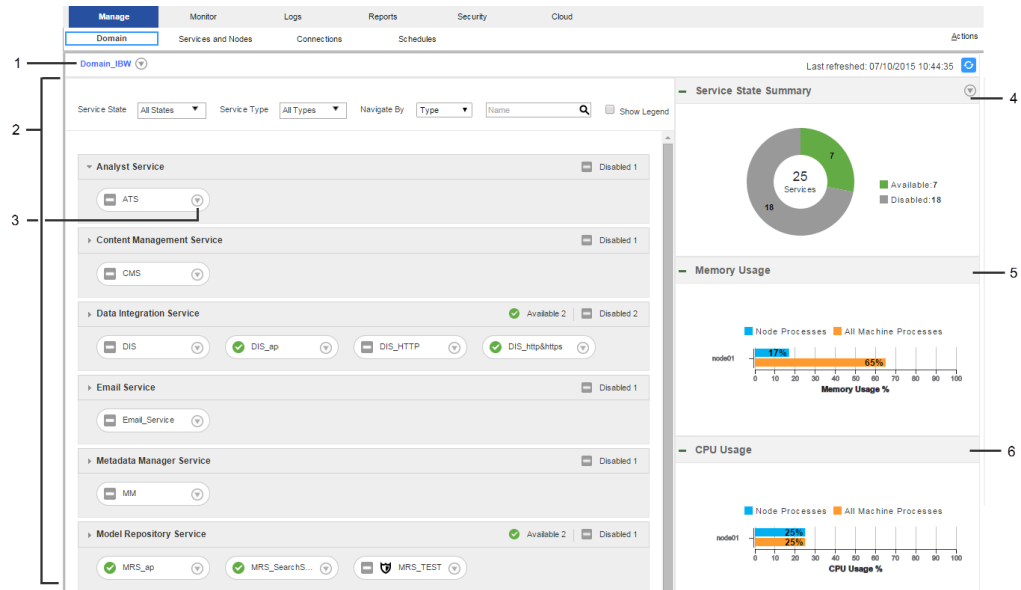 Manage Monitor Logs Reports Security Cloud
Domain Services and Nodes Connections Schedules Actions
1 Domain_IBW Last refreshed: 07/10/2015 10:44:35
2
3
Service State All States Service Type All Types Navigate By Type Name Show Legend
Analyst Service Disabled 1
ATS
Content Management Service Disabled 1
CMS
Data Integration Service Available 2 Disabled 2
DIS DIS_ap DIS_HTTP DIS_http&https
Email Service Disabled 1
Email_Service
Metadata Manager Service Disabled 1
MM
Model Repository Service Available 2 Disabled 1
MRS_ap MRS_SearchS... MRS_TEST
Service State Summary 4
7
25
Services
18
Available:7
Disabled:18
Memory Usage 5
Node Processes All Machine Processes
17%
node01
65%
0 10 20 30 40 50 60 70 80 90 100
Memory Usage %
CPU Usage 6
Node Processes All Machine Processes
25%
node01
25%
0 10 20 30 40 50 60 70 80 90 100
CPU Usage %